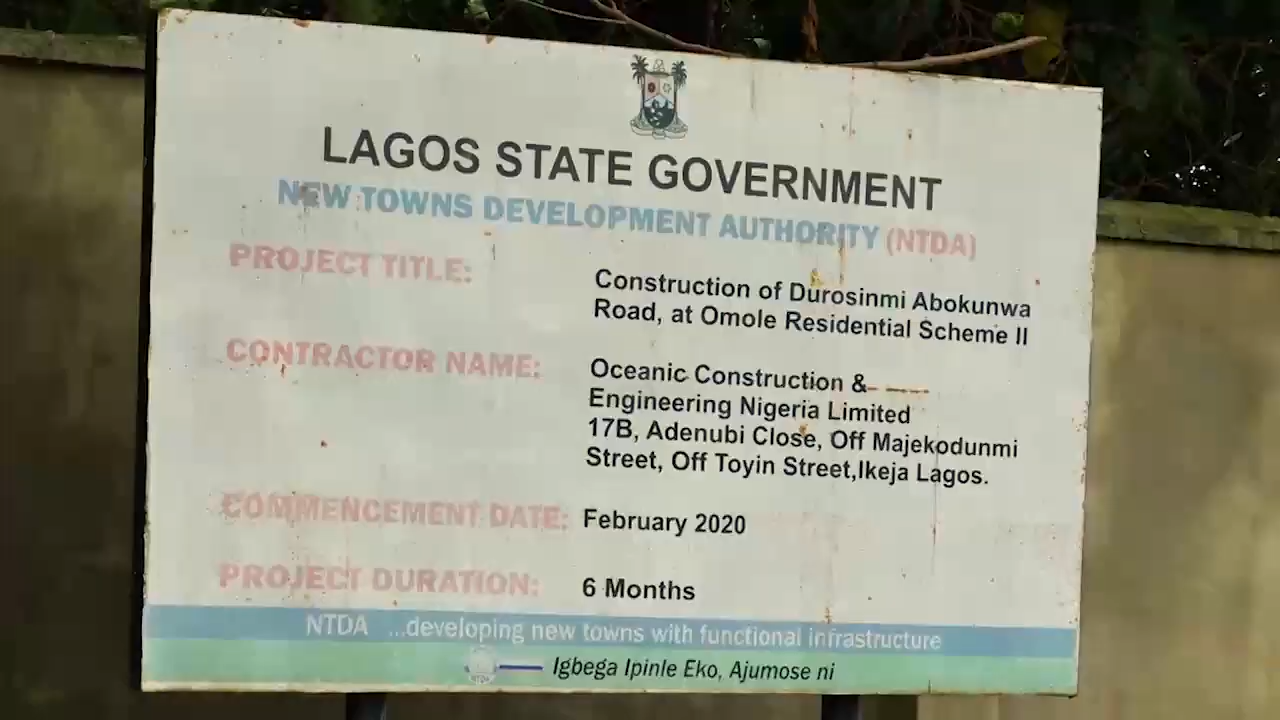 LAGOS STATE GOVERNMENT
NEW TOWNS DEVELOPMENT AUTHORITY (NTDA)
PROJECT TITLE: Construction of Durosinmi Abokunwa
Road, at Omole Residential Scheme II
CONTRACTOR NAME: Oceanic Construction &
Engineering Nigeria Limited
17B, Adenubi Close, Off Majekodunmi
Street, Off Toyin Street,Ikeja Lagos.
COMMENCEMENT DATE: February 2020
PROJECT DURATION: 6 Months
NTDA ...developing new towns with functional infrastructure
NTDA
Igbega Ipinle Eko, Ajumose ni